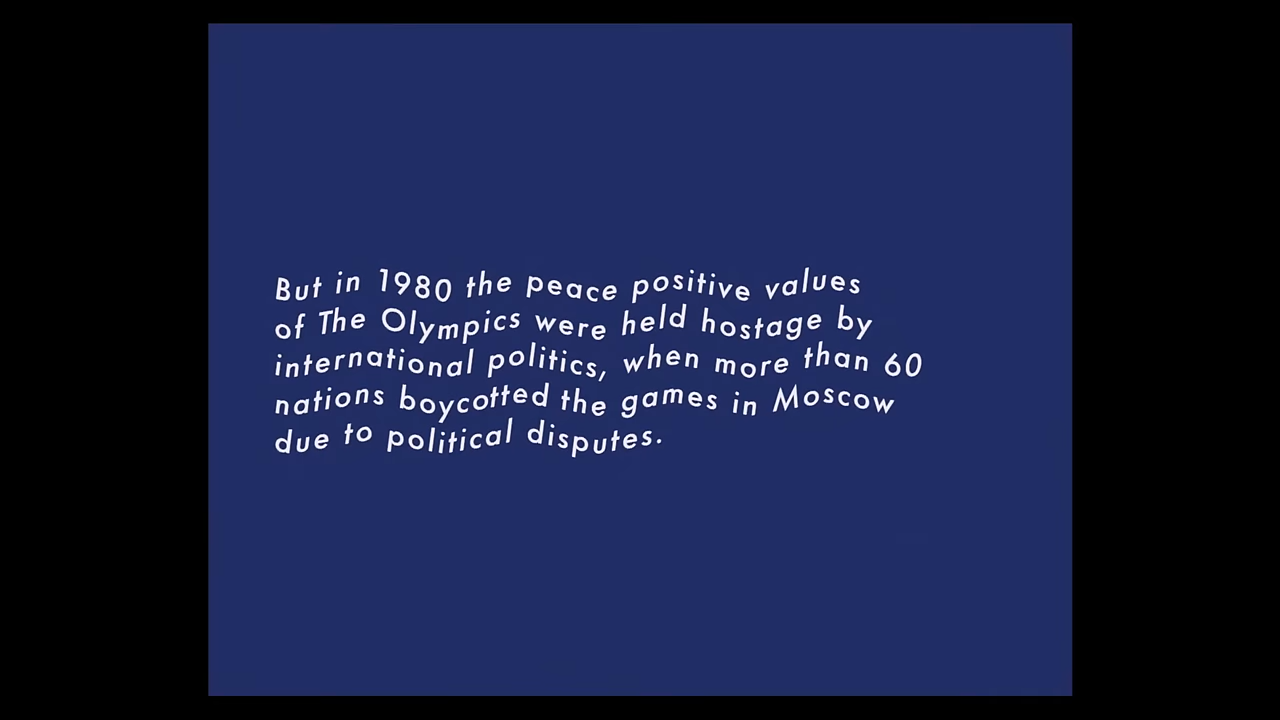 But in 1980 the peace positive values
of The Olympics were held hostage by
international politics, when more than 60
nations boycotted the games in Moscow
due to political disputes.